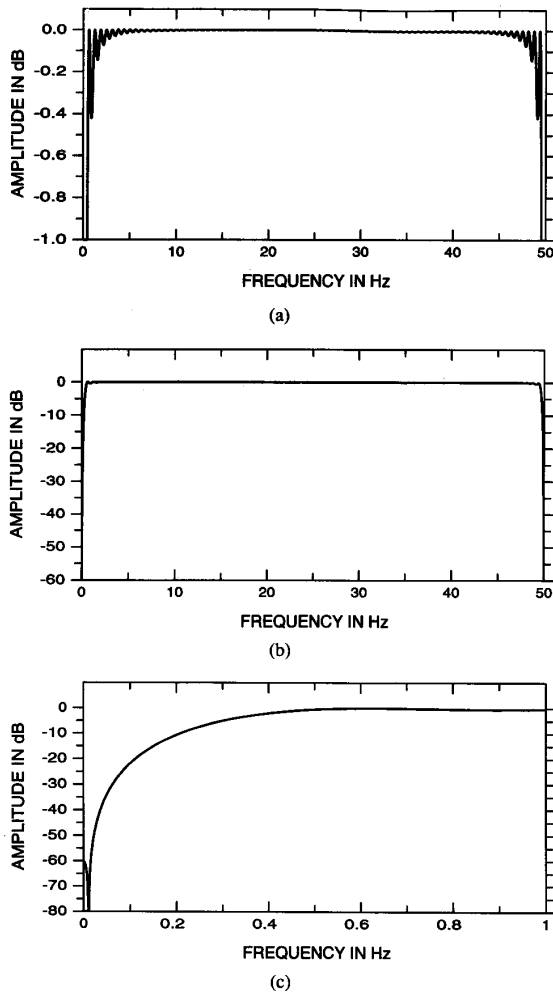 AMPLITUDE IN dB
0.0
-0.2
-0.4
-0.6
-0.8
-1.0
0 10 20 30 40 50
FREQUENCY IN Hz
(a)
AMPLITUDE IN dB
0
-10
-20
-30
-40
-50
-60
0 10 20 30 40 50
FREQUENCY IN Hz
(b)
AMPLITUDE IN dB
0
-10
-20
-30
-40
-50
-60
-70
-80
0 0.2 0.4 0.6 0.8 1
FREQUENCY IN Hz
(c)